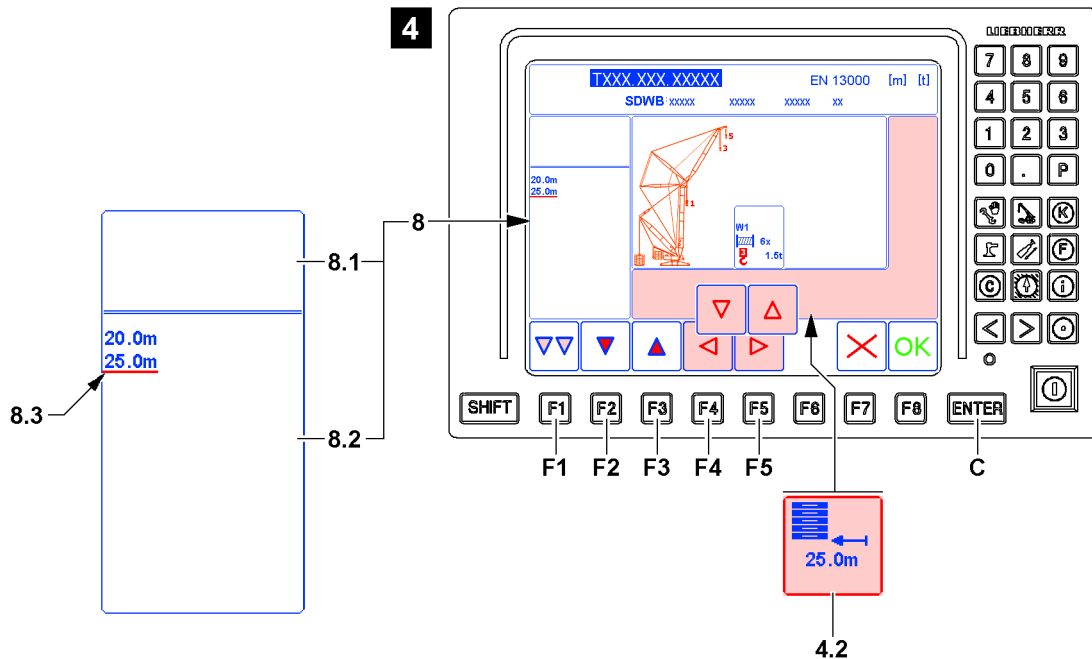 4
LIEBHERR
TXXX.XXX.XXXXX
EN 13000 [m] [t]
SDWB xxxxx xxxxx xxxxx xx
5
3
1
20.0m
25.0m
W1
6x
3
1.5t
OK
7 8 9
4 5 6
1 2 3
0 . P
K
F
C i
SHIFT F1 F2 F3 F4 F5 F6 F7 F8 ENTER
F1 F2 F3 F4 F5 C
8
8.1
20.0m
25.0m
8.3
8.2
25.0m
4.2